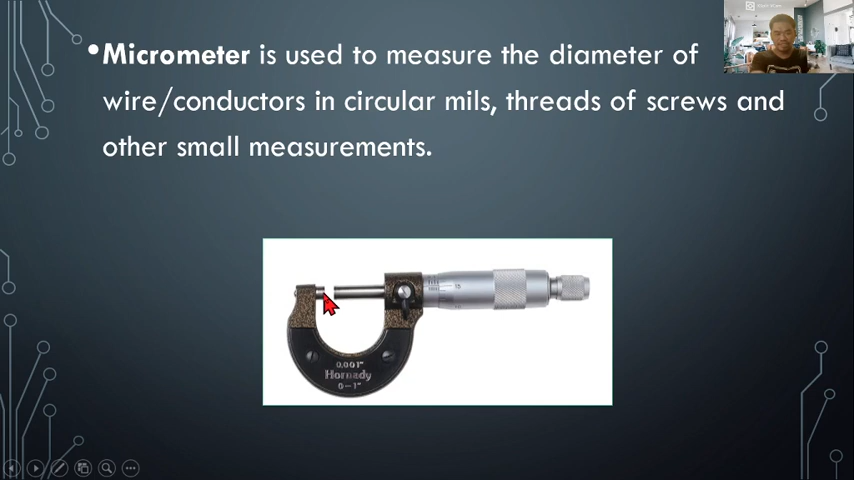 •Micrometer is used to measure the diameter of
wire/conductors in circular mils, threads of screws and
other small measurements.
0.001"
Hornady
0-1"